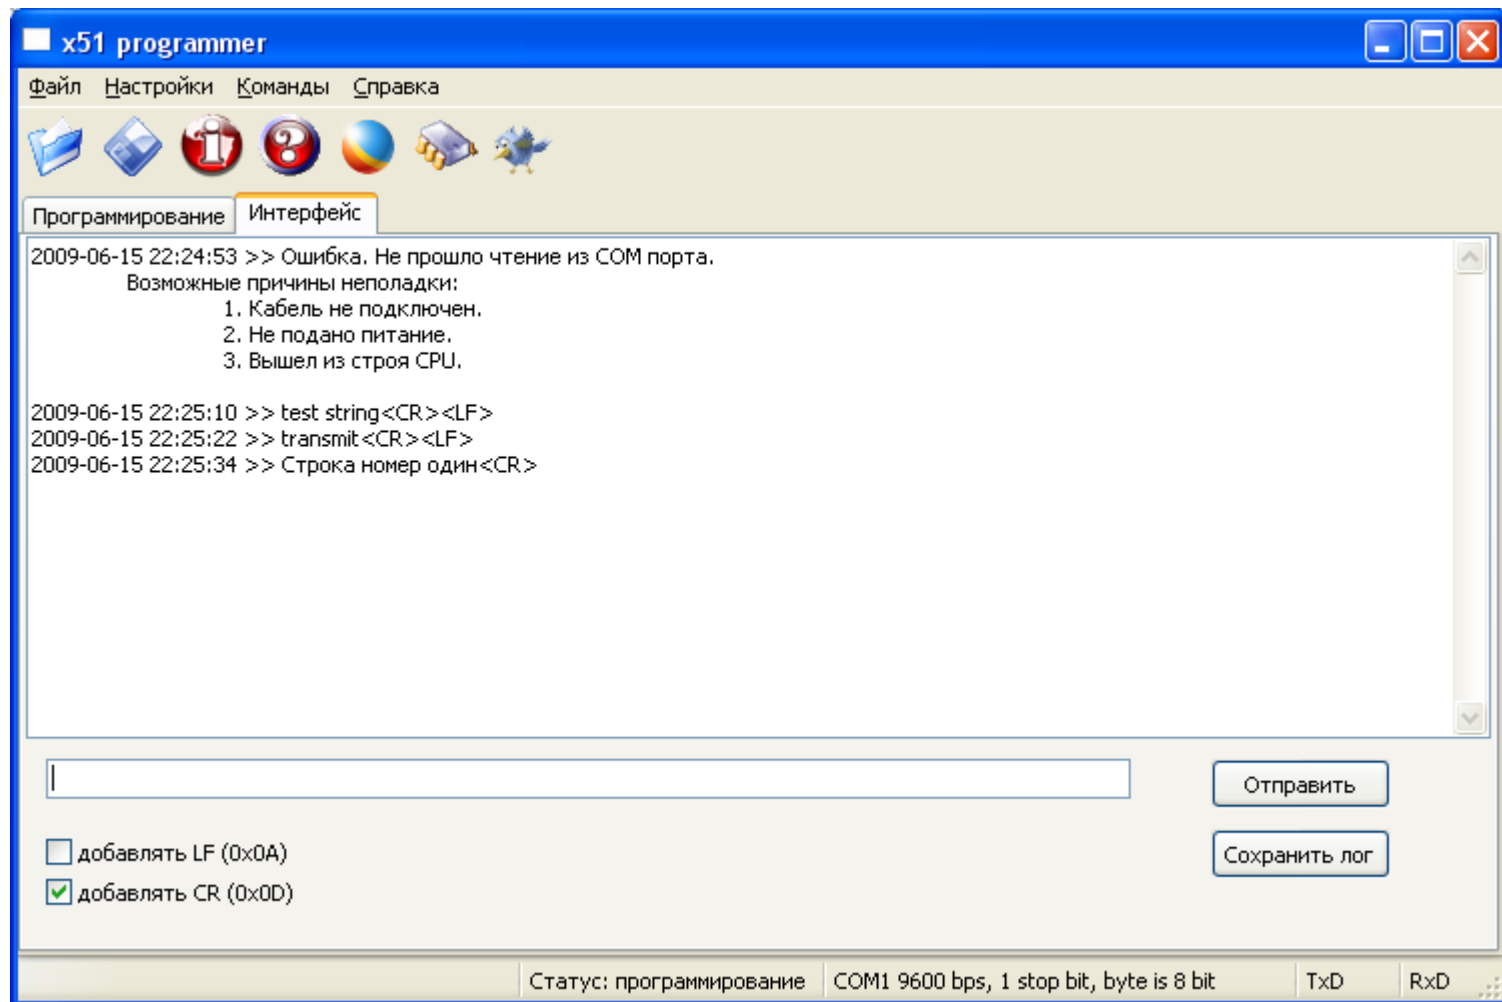 x51 programmer
Файл Настройки Команды Справка
Программирование Интерфейс
2009-06-15 22:24:53 >> Ошибка. Не прошло чтение из COM порта.
Возможные причины неполадки:
1. Кабель не подключен.
2. Не подано питание.
3. Вышел из строя CPU.
2009-06-15 22:25:10 >> test string<CR><LF>
2009-06-15 22:25:22 >> transmit<CR><LF>
2009-06-15 22:25:34 >> Строка номер один<CR>
Отправить
добавлять LF (0x0A)
Сохранить лог
добавлять CR (0x0D)
Статус: программирование COM1 9600 bps, 1 stop bit, byte is 8 bit TxD RxD